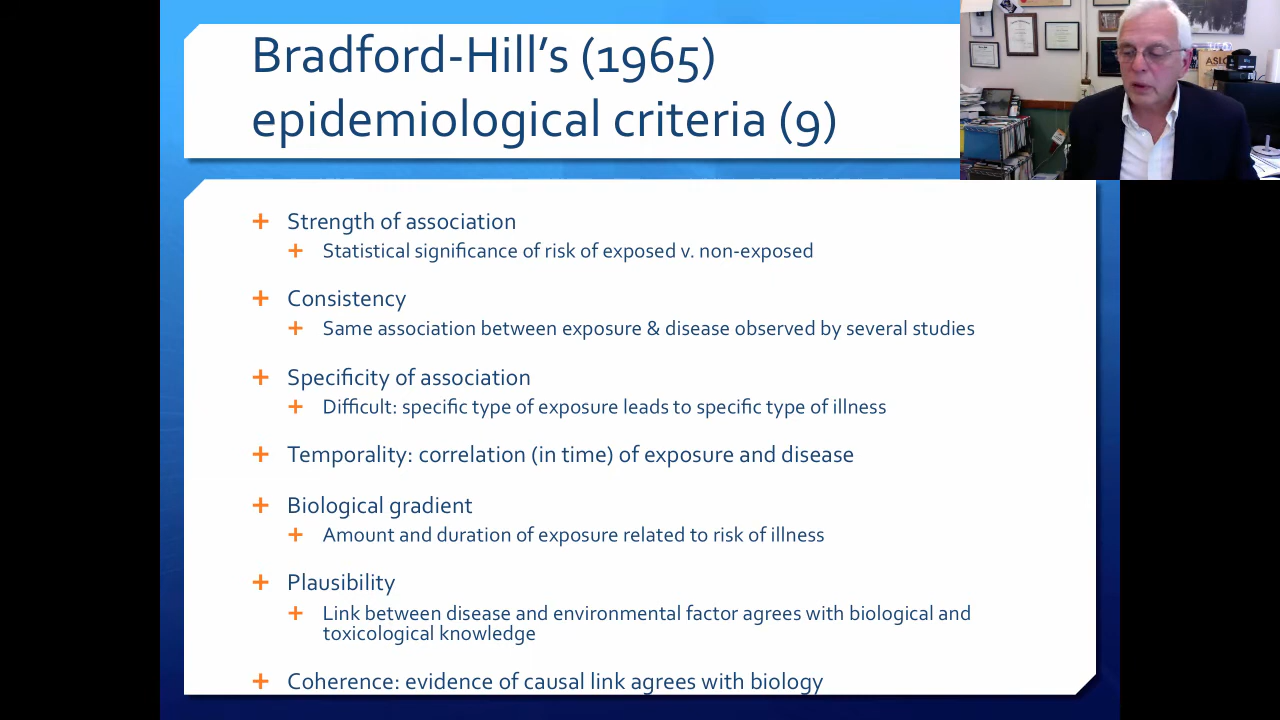 Bradford-Hill's (1965)
epidemiological criteria (9)
ASLO
Strength of association
Statistical significance of risk of exposed v. non-exposed
Consistency
Same association between exposure & disease observed by several studies
Specificity of association
Difficult: specific type of exposure leads to specific type of illness
Temporality: correlation (in time) of exposure and disease
Biological gradient
Amount and duration of exposure related to risk of illness
Plausibility
Link between disease and environmental factor agrees with biological and
toxicological knowledge
Coherence: evidence of causal link agrees with biology